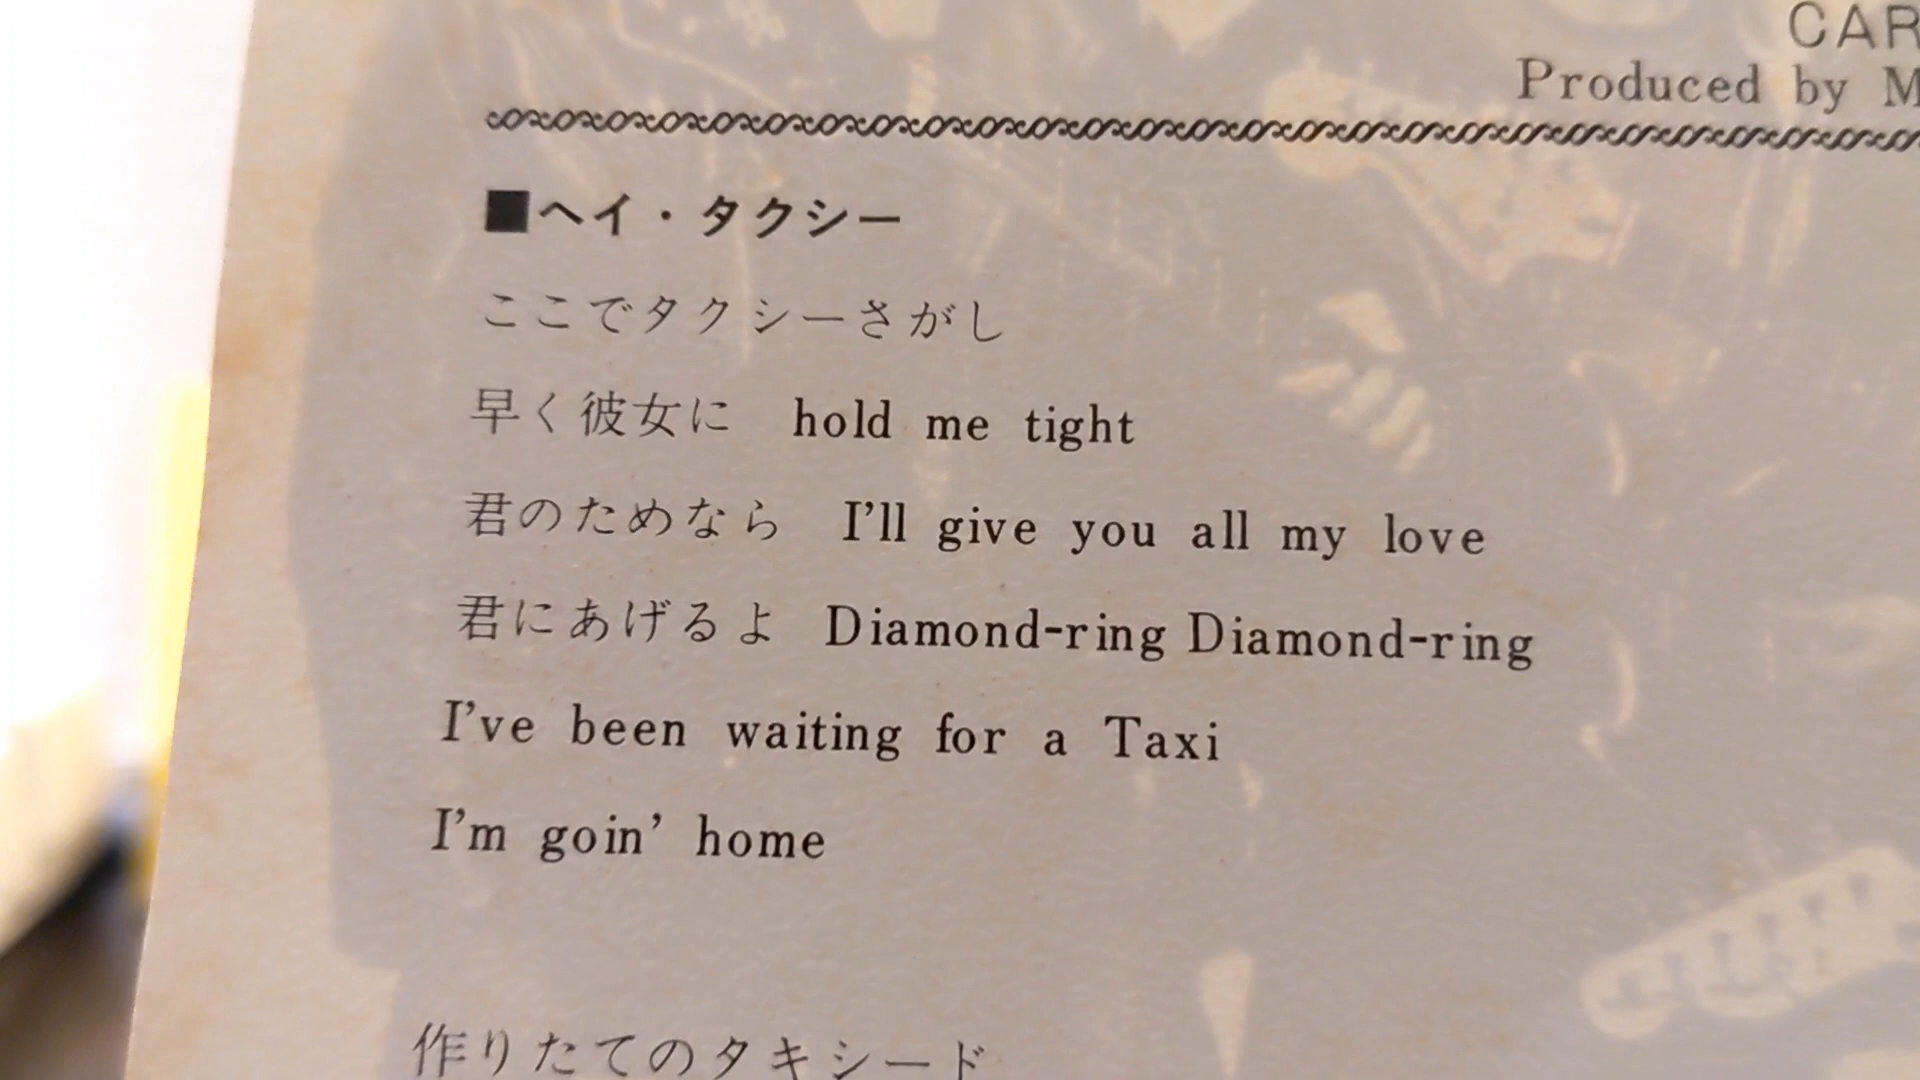 CAR
Produced by M
■ヘイ・タクシー
ここでタクシーさがし
早く彼女に hold me tight
君のためなら I'll give you all my love
君にあげるよ Diamond-ring Diamond-ring
I've been waiting for a Taxi
I'm goin' home
作りたてのタキシード